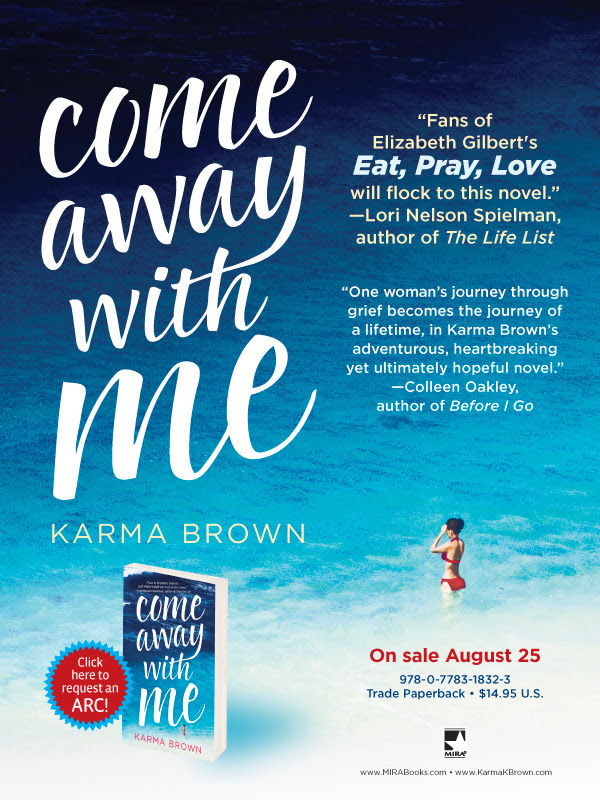 come
away
with
me
KARMA BROWN
“Fans of
Elizabeth Gilbert's
Eat, Pray, Love
will flock to this novel.”
—Lori Nelson Spielman,
author of The Life List
“One woman’s journey through
grief becomes the journey of
a lifetime, in Karma Brown’s
adventurous, heartbreaking
yet ultimately hopeful novel.”
—Colleen Oakley,
author of Before I Go
Click
here to
request an
ARC!
come
away
with
me
KARMA BROWN
On sale August 25
978-0-7783-1832-3
Trade Paperback • $14.95 U.S.
MIRA®
www.MIRABooks.com • www.KarmaKBrown.com